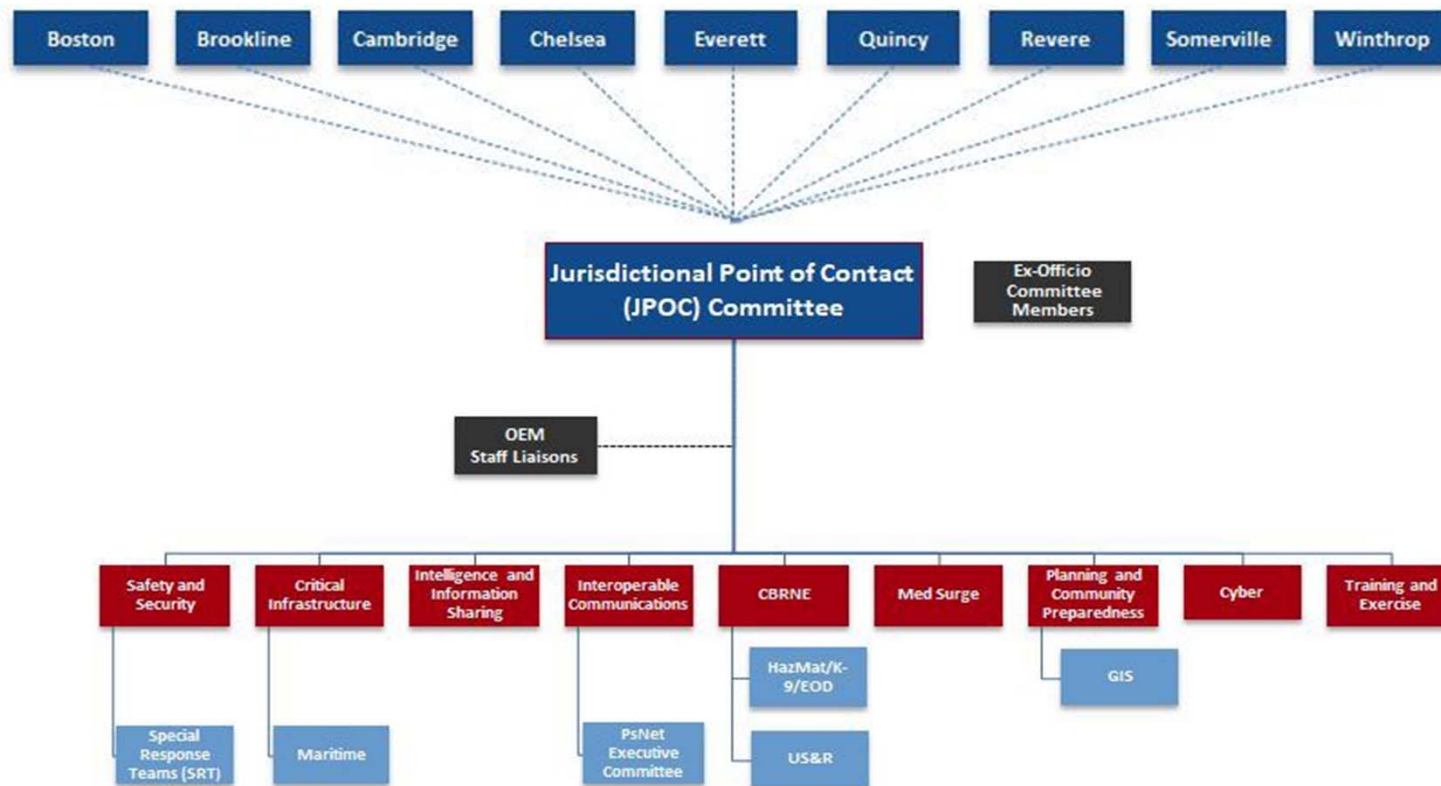 Boston
Brookline
Cambridge
Chelsea
Everett
Quincy
Revere
Somerville
Winthrop
Jurisdictional Point of Contact
(JPOC) Committee
Ex-Officio
Committee
Members
OEM
Staff Liaisons
Safety and
Security
Critical
Infrastructure
Intelligence and
Information
Sharing
Interoperable
Communications
CBRNE
Med Surge
Planning and
Community
Preparedness
Cyber
Training and
Exercise
HazMat/K-
9/EOD
GIS
Special
Response
Teams (SRT)
Maritime
PsNet
Executive
Committee
US&R